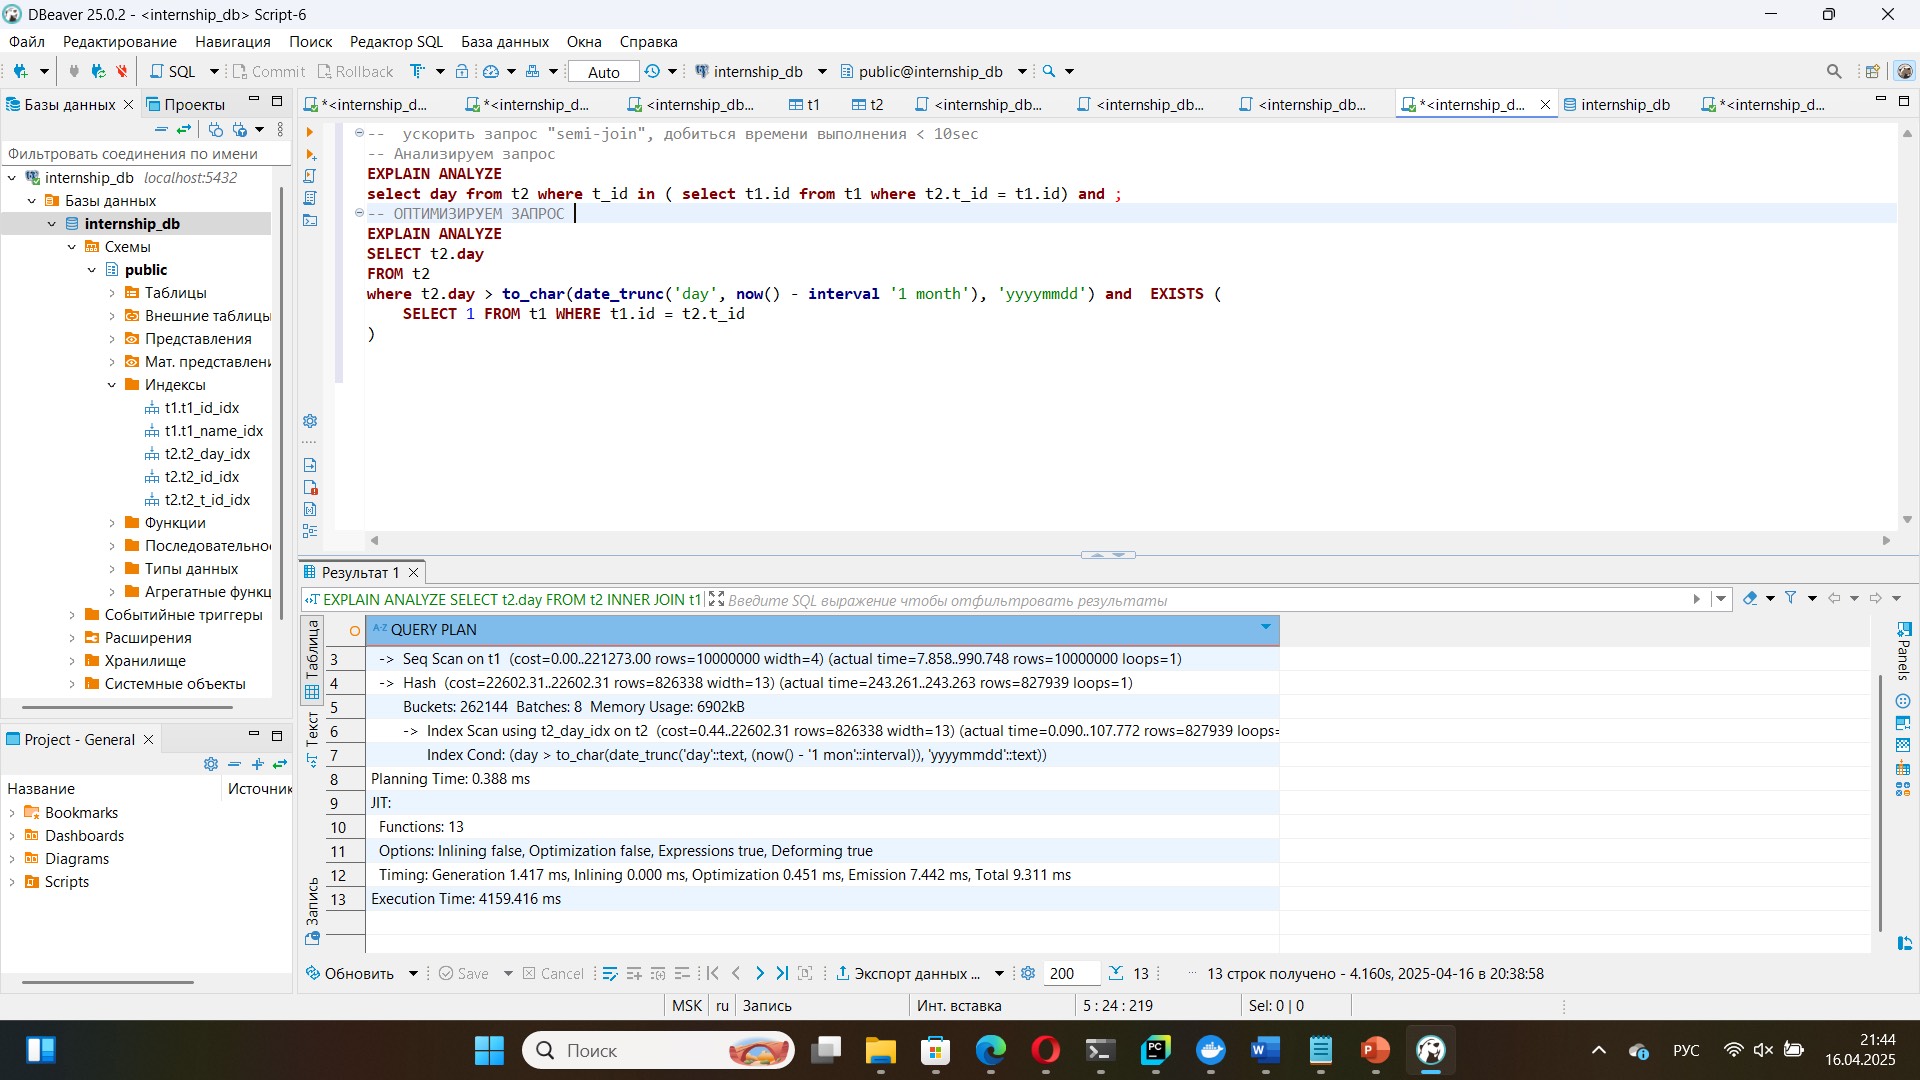 DBeaver 25.0.2 - <internship_db> Script-6
Файл Редактирование Навигация Поиск Редактор SQL База данных Окна Справка
SQL Commit Rollback Auto internship_db public@internship_db
Базы данных Проекты
*<internship_d... *<internship_d... <internship_db... t1 t2 <internship_db... <internship_db... <internship_db... *<internship_d... internship_db *<internship_d...
Фильтровать соединения по имени
internship_db localhost:5432
Базы данных
internship_db
Схемы
public
Таблицы
Внешние таблицы
Представления
Мат. представлени
Индексы
t1.t1_id_idx
t1.t1_name_idx
t2.t2_day_idx
t2.t2_id_idx
t2.t2_t_id_idx
Функции
Последовательно
Типы данных
Агрегатные функц
Событийные триггеры
Расширения
Хранилище
Системные объекты
Project - General
Название Источник
Bookmarks
Dashboards
Diagrams
Scripts
--  ускорить запрос "semi-join", добиться времени выполнения < 10sec
-- Анализируем запрос
EXPLAIN ANALYZE
select day from t2 where t_id in ( select t1.id from t1 where t2.t_id = t1.id) and ;
-- ОПТИМИЗИРУЕМ ЗАПРОС
EXPLAIN ANALYZE
SELECT t2.day
FROM t2
where t2.day > to_char(date_trunc('day', now() - interval '1 month'), 'yyyymmdd') and  EXISTS (
SELECT 1 FROM t1 WHERE t1.id = t2.t_id
)
Результат 1
EXPLAIN ANALYZE SELECT t2.day FROM t2 INNER JOIN t1 Введите SQL выражение чтобы отфильтровать результаты
Таблица
Текст
Запись
A-Z QUERY PLAN
3 -> Seq Scan on t1 (cost=0.00..221273.00 rows=10000000 width=4) (actual time=7.858..990.748 rows=10000000 loops=1)
4 -> Hash (cost=22602.31..22602.31 rows=826338 width=13) (actual time=243.261..243.263 rows=827939 loops=1)
5 Buckets: 262144 Batches: 8 Memory Usage: 6902kB
6 -> Index Scan using t2_day_idx on t2 (cost=0.44..22602.31 rows=826338 width=13) (actual time=0.090..107.772 rows=827939 loops=
7 Index Cond: (day > to_char(date_trunc('day'::text, (now() - '1 mon'::interval)), 'yyyymmdd'::text))
8 Planning Time: 0.388 ms
9 JIT:
10 Functions: 13
11 Options: Inlining false, Optimization false, Expressions true, Deforming true
12 Timing: Generation 1.417 ms, Inlining 0.000 ms, Optimization 0.451 ms, Emission 7.442 ms, Total 9.311 ms
13 Execution Time: 4159.416 ms
Panels
Обновить Save Cancel Экспорт данных ... 200 13 13 строк получено - 4.160s, 2025-04-16 в 20:38:58
MSK ru Запись Инт. вставка 5 : 24 : 219 Sel: 0 | 0
Поиск
РУС
21:44
16.04.2025